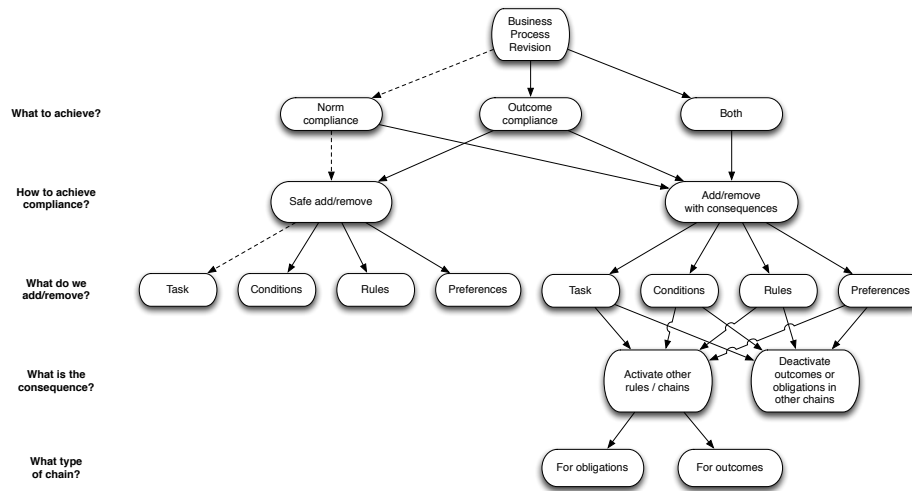 Business
Process
Revision
What to achieve?
Norm
compliance
Outcome
compliance
Both
How to achieve
compliance?
Safe add/remove
Add/remove
with consequences
What do we
add/remove?
Task
Conditions
Rules
Preferences
Task
Conditions
Rules
Preferences
What is the
consequence?
Activate other
rules / chains
Deactivate
outcomes or
obligations in
other chains
What type
of chain?
For obligations
For outcomes